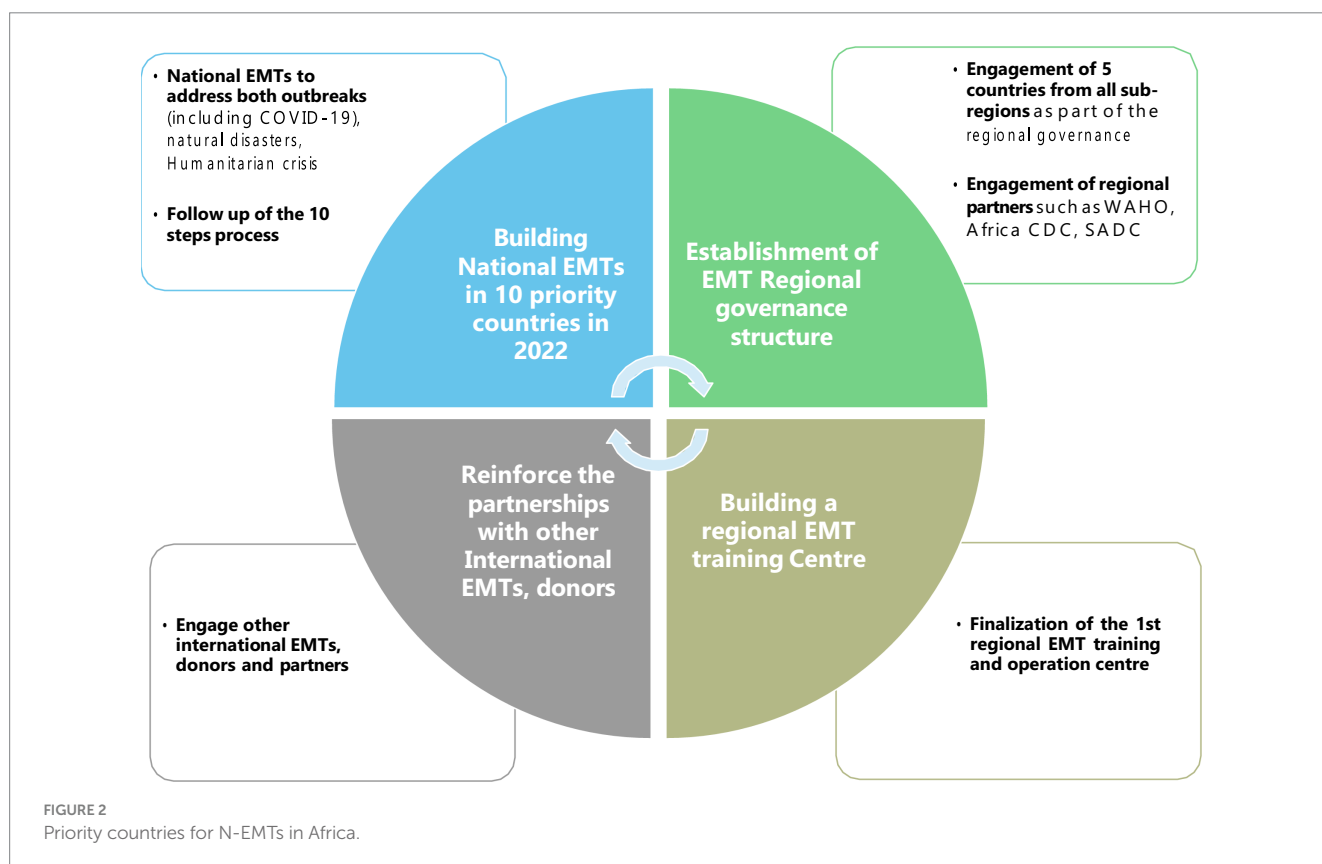 • National EMTs to
address both outbreaks
(including COVID-19),
natural disasters,
Humanitarian crisis
• Follow up of the 10
steps process
Building
National EMTs
in 10 priority
countries in
2022
Establishment of
EMT Regional
governance
structure
• Engagement of 5
countries from all sub-
regions as part of the
regional governance
• Engagement of regional
partners such as WAHO,
Africa CDC, SADC
• Engage other
international EMTs,
donors and partners
Reinforce the
partnerships
with other
International
EMTs, donors
Building a
regional EMT
training Centre
• Finalization of the 1st
regional EMT training
and operation centre
FIGURE 2
Priority countries for N-EMTs in Africa.